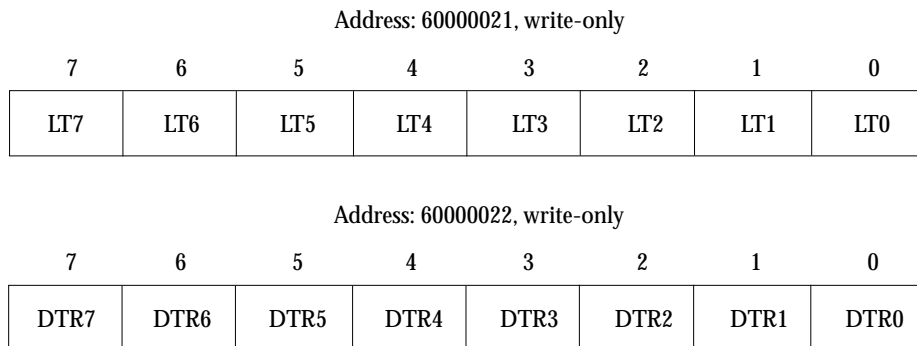 Address: 60000021, write-only
7 6 5 4 3 2 1 0
LT7 LT6 LT5 LT4 LT3 LT2 LT1 LT0
Address: 60000022, write-only
7 6 5 4 3 2 1 0
DTR7 DTR6 DTR5 DTR4 DTR3 DTR2 DTR1 DTR0